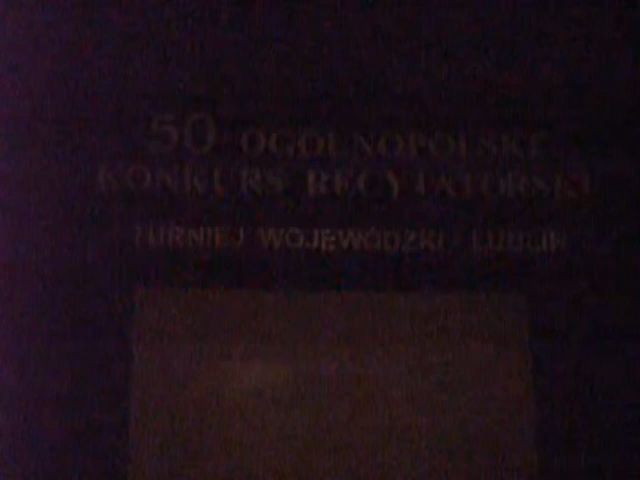 50 OGÓLNOPOLSKI
KONKURS RECYTATORSKI
TURNIEJ WOJEWÓDZKI LUBLIN